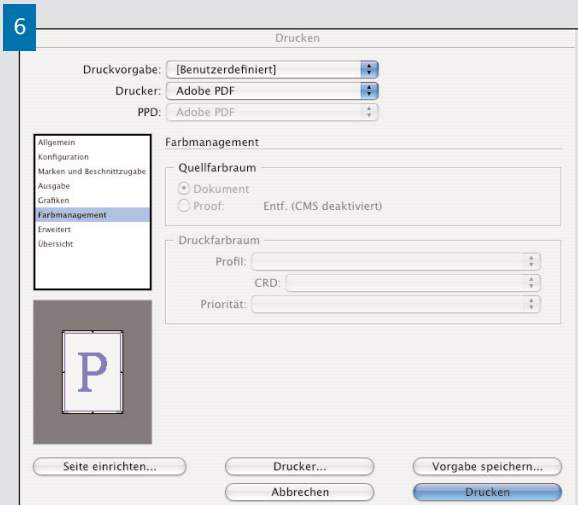 6
Drucken
Druckvorgabe: [Benutzerdefiniert]
Drucker: Adobe PDF
PPD: Adobe PDF
Allgemein
Konfiguration
Marken und Beschnittzugabe
Ausgabe
Grafiken
Farbmanagement
Erweitert
Übersicht
Farbmanagement
Quellfarbraum
Dokument
Proof: Entf. (CMS deaktiviert)
Druckfarbraum
Profil:
CRD:
Priorität:
P
Seite einrichten... Drucker... Vorgabe speichern...
Abbrechen Drucken